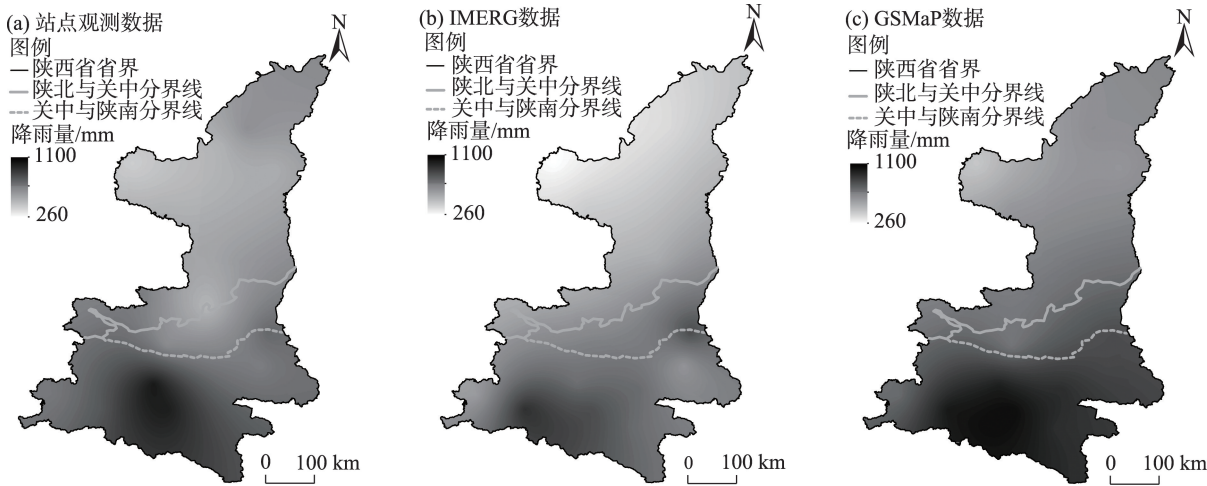 (a) 站点观测数据
N
图例
陕西省省界
陕北与关中分界线
关中与陕南分界线
降雨量/mm
1100
260
0 100 km
(b) IMERG数据
N
图例
陕西省省界
陕北与关中分界线
关中与陕南分界线
降雨量/mm
1100
260
0 100 km
(c) GSMaP数据
N
图例
陕西省省界
陕北与关中分界线
关中与陕南分界线
降雨量/mm
1100
260
0 100 km